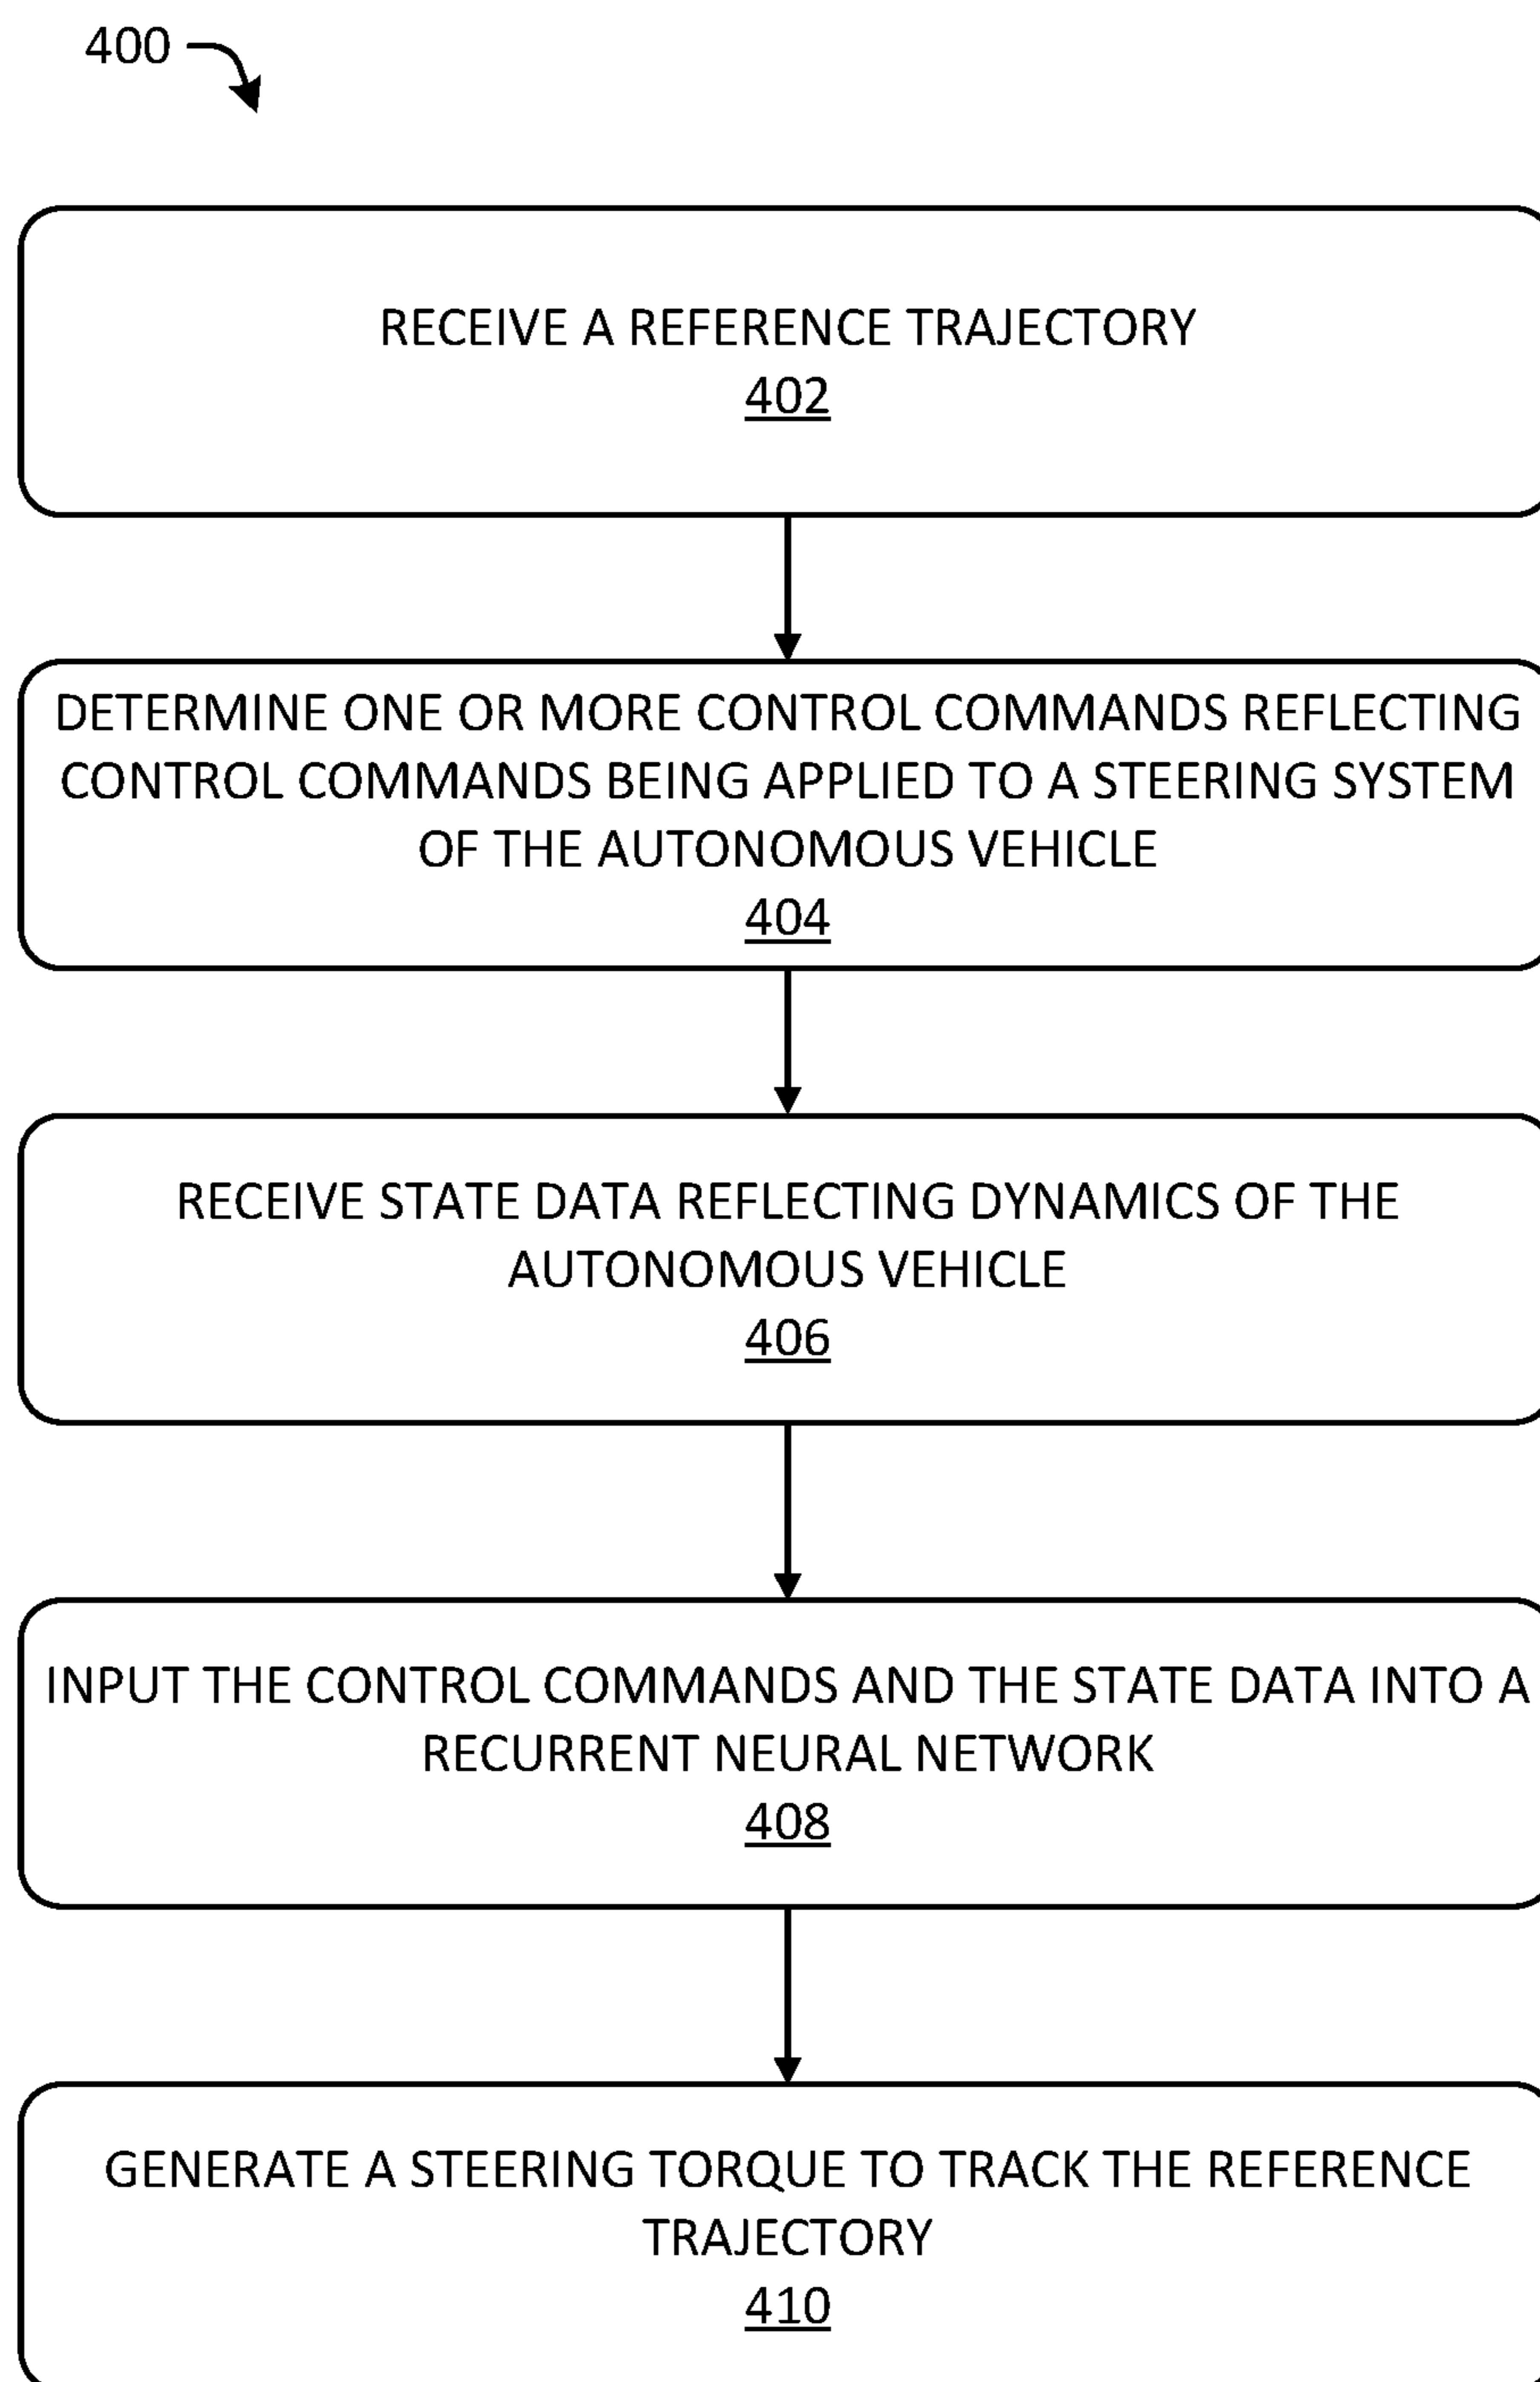 400
RECEIVE A REFERENCE TRAJECTORY
402
DETERMINE ONE OR MORE CONTROL COMMANDS REFLECTING
CONTROL COMMANDS BEING APPLIED TO A STEERING SYSTEM
OF THE AUTONOMOUS VEHICLE
404
RECEIVE STATE DATA REFLECTING DYNAMICS OF THE
AUTONOMOUS VEHICLE
406
INPUT THE CONTROL COMMANDS AND THE STATE DATA INTO A
RECURRENT NEURAL NETWORK
408
GENERATE A STEERING TORQUE TO TRACK THE REFERENCE
TRAJECTORY
410